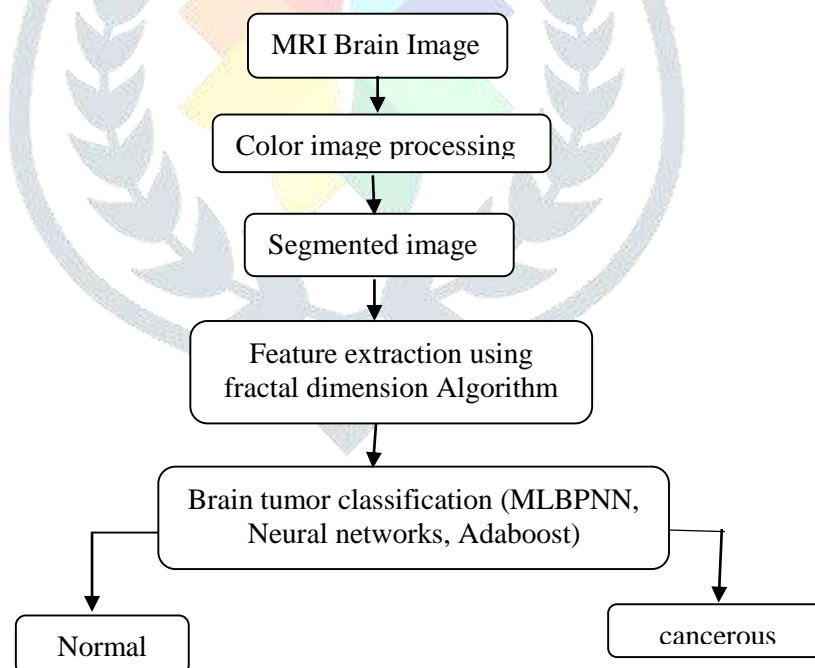 MRI Brain Image
Color image processing
Segmented image
Feature extraction using
fractal dimension Algorithm
Brain tumor classification (MLBPNN,
Neural networks, Adaboost)
Normal
cancerous